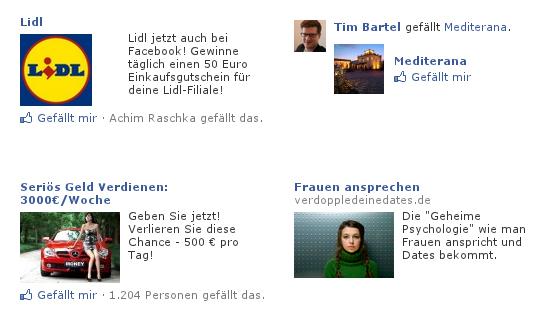 Lidl
LiDL
Lidl jetzt auch bei
Facebook! Gewinne
täglich einen 50 Euro
Einkaufsgutschein für
deine Lidl-Filiale!
Gefällt mir · Achim Raschka gefällt das.
Tim Bartel gefällt Mediterana.
Mediterana
Gefällt mir
Seriös Geld Verdienen:
3000€/Woche
MONEY
Geben Sie jetzt!
Verlieren Sie diese
Chance - 500 € pro
Tag!
Gefällt mir · 1.204 Personen gefällt das.
Frauen ansprechen
verdoppledeinedates.de
Die "Geheime
Psychologie" wie man
Frauen anspricht und
Dates bekommt.